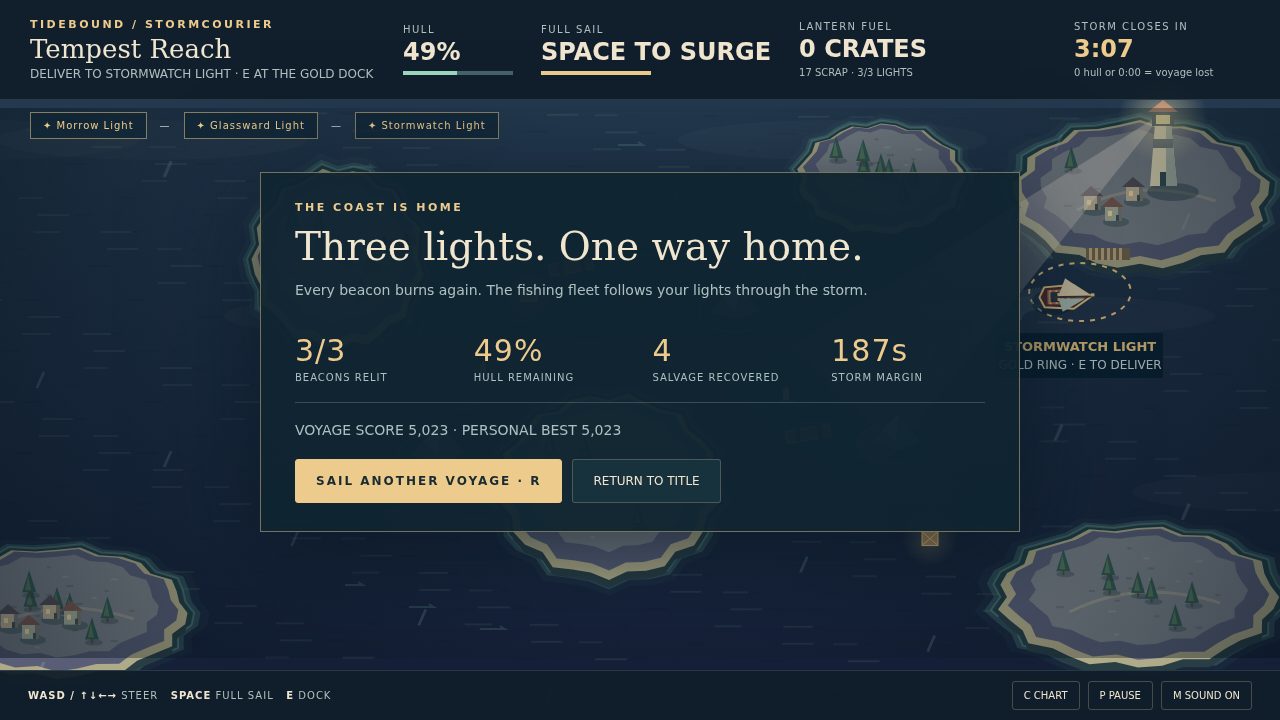 TIDEBOUND / STORMCOURIER
Tempest Reach
DELIVER TO STORMWATCH LIGHT · E AT THE GOLD DOCK
HULL
49%
FULL SAIL
SPACE TO SURGE
LANTERN FUEL
0 CRATES
17 SCRAP · 3/3 LIGHTS
STORM CLOSES IN
3:07
0 hull or 0:00 = voyage lost
✦ Morrow Light — ✦ Glassward Light — ✦ Stormwatch Light
THE COAST IS HOME
Three lights. One way home.
Every beacon burns again. The fishing fleet follows your lights through the storm.
3/3
BEACONS RELIT
49%
HULL REMAINING
4
SALVAGE RECOVERED
187s
STORM MARGIN
VOYAGE SCORE 5,023 · PERSONAL BEST 5,023
SAIL ANOTHER VOYAGE · R
RETURN TO TITLE
STORMWATCH LIGHT
GOLD RING · E TO DELIVER
WASD / ↑↓←→ STEER SPACE FULL SAIL E DOCK
C CHART
P PAUSE
M SOUND ON